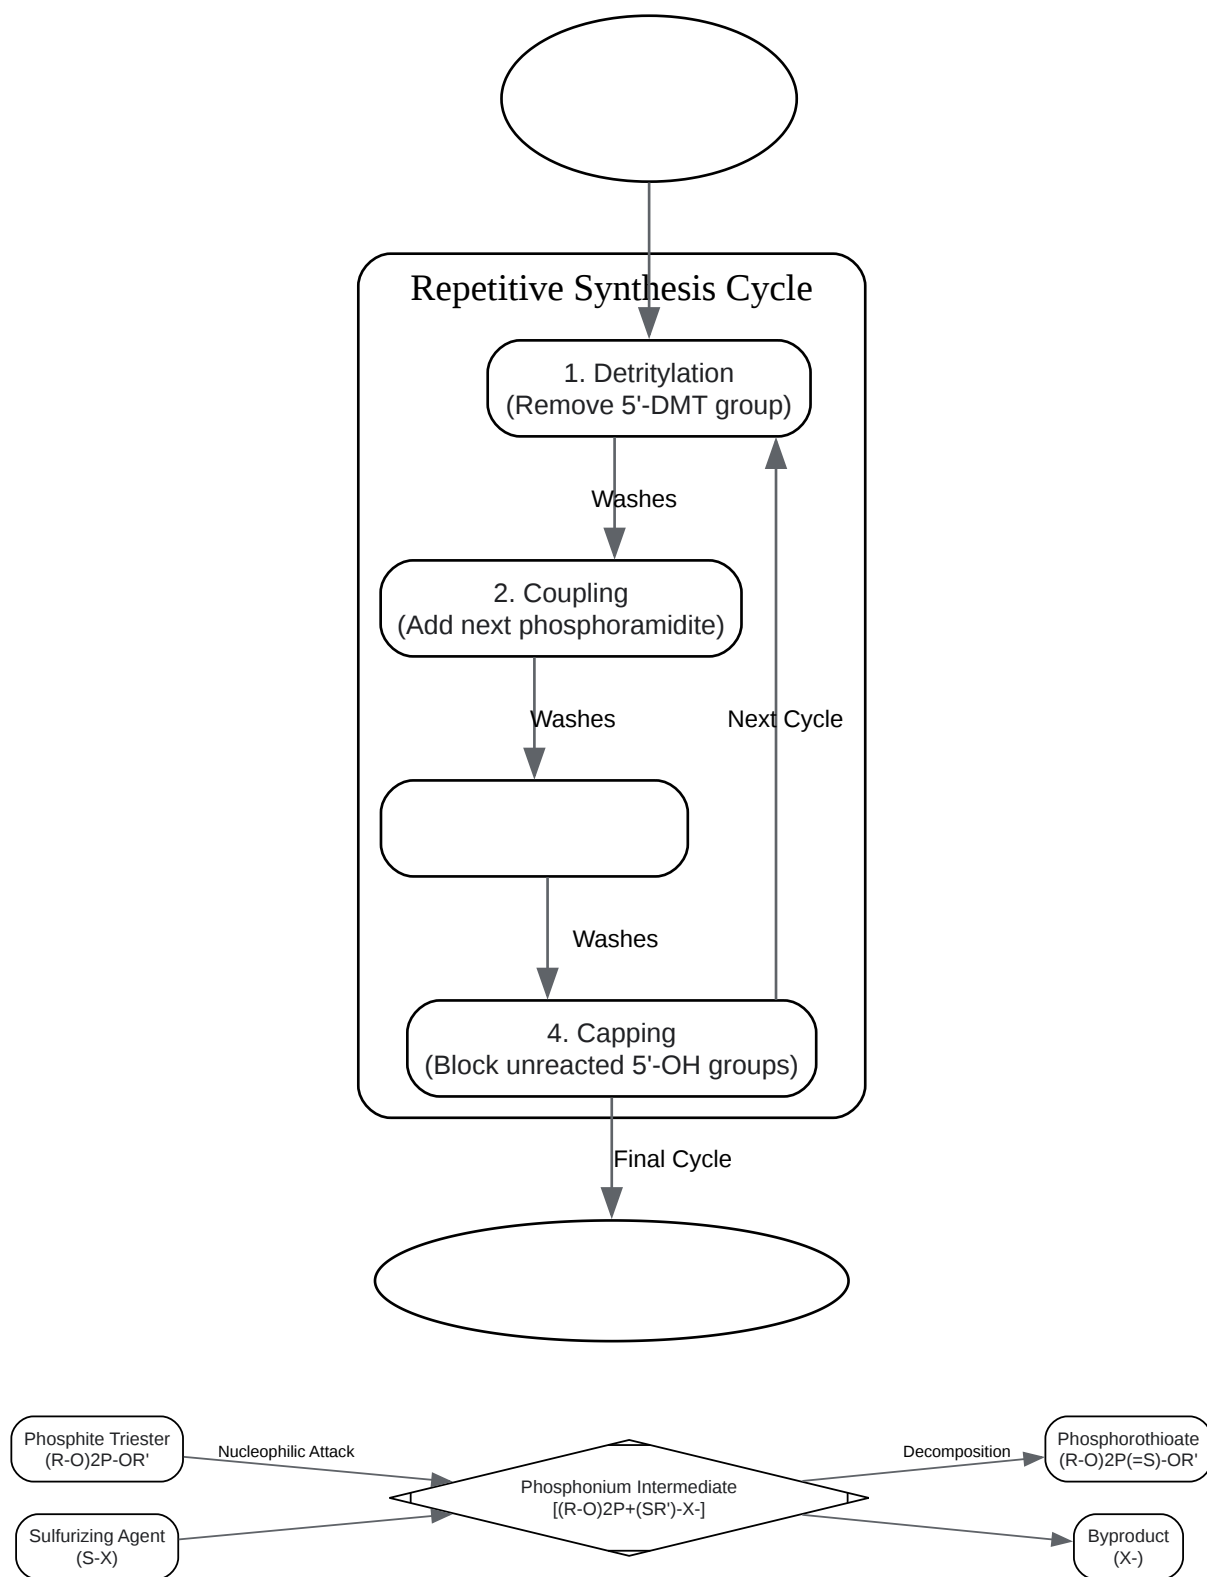 Repetitive Synthesis Cycle
1. Detritylation
(Remove 5'-DMT group)
Washes
2. Coupling
(Add next phosphoramidite)
Washes
Next Cycle
Washes
4. Capping
(Block unreacted 5'-OH groups)
Final Cycle
Phosphite Triester
(R-O)2P-OR'
Nucleophilic Attack
Sulfurizing Agent
(S-X)
Phosphonium Intermediate
[(R-O)2P+(SR')-X-]
Decomposition
Phosphorothioate
(R-O)2P(=S)-OR'
Byproduct
(X-)